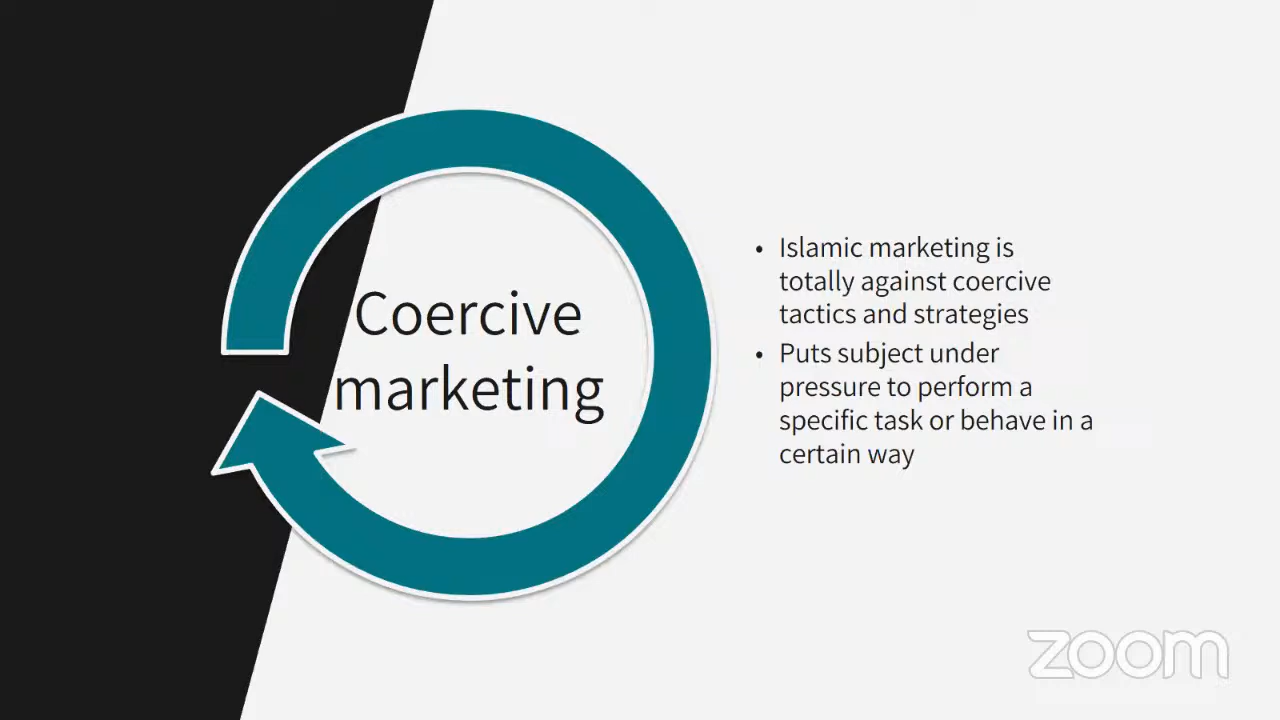 Coercive
marketing
• Islamic marketing is
totally against coercive
tactics and strategies
• Puts subject under
pressure to perform a
specific task or behave in a
certain way
zoom